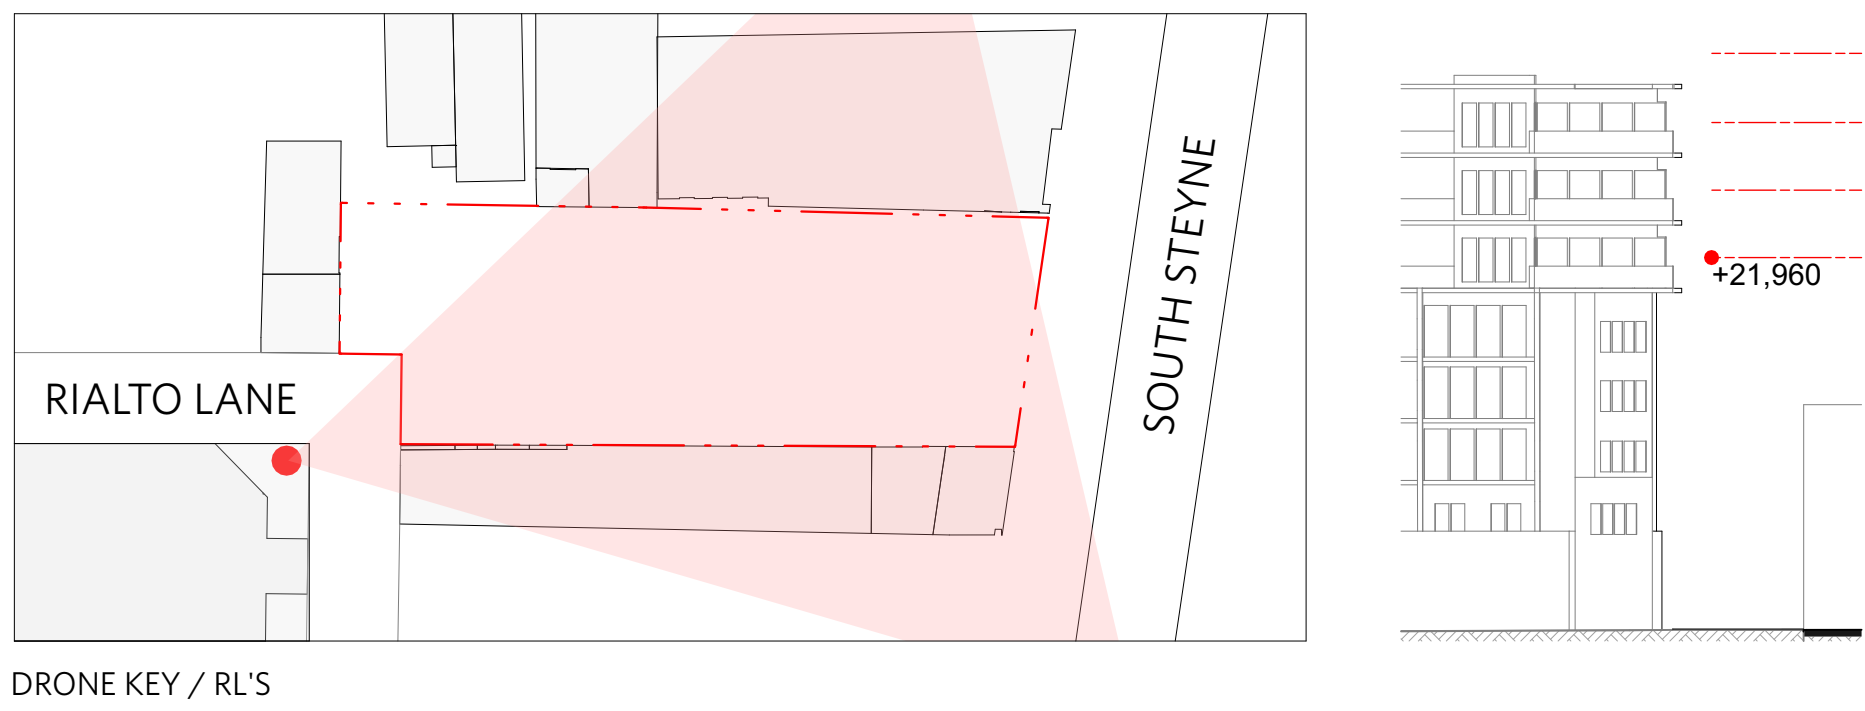 SOUTH STEYNE
RIALTO LANE
+21,960
DRONE KEY / RL'S